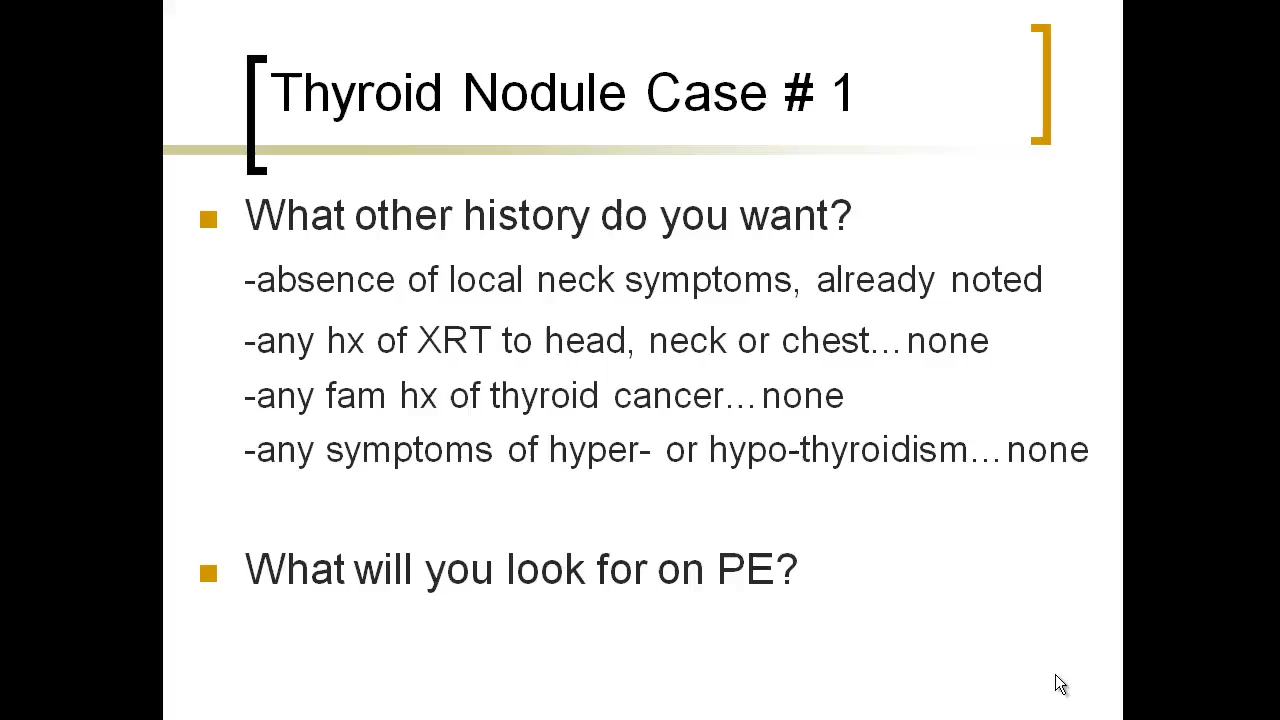 Thyroid Nodule Case # 1
What other history do you want?
-absence of local neck symptoms, already noted
-any hx of XRT to head, neck or chest...none
-any fam hx of thyroid cancer...none
-any symptoms of hyper- or hypo-thyroidism...none
What will you look for on PE?